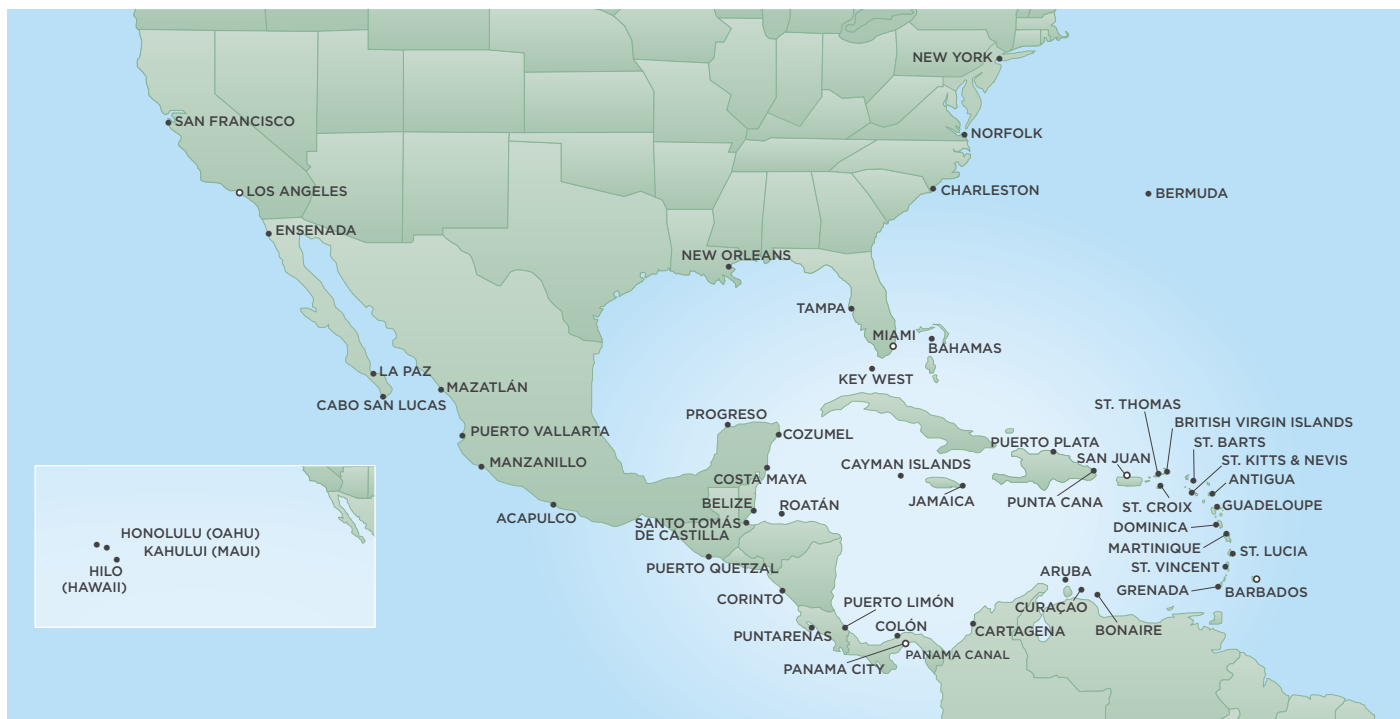 NEW YORK
SAN FRANCISCO
NORFOLK
LOS ANGELES
CHARLESTON
BERMUDA
ENSENADA
NEW ORLEANS
TAMPA
MIAMI
BAHAMAS
LA PAZ
KEY WEST
MAZATLÁN
CABO SAN LUCAS
ST. THOMAS
PROGRESO
BRITISH VIRGIN ISLANDS
PUERTO VALLARTA
COZUMEL
PUERTO PLATA
ST. BARTS
SAN JUAN
ST. KITTS & NEVIS
MANZANILLO
CAYMAN ISLANDS
COSTA MAYA
ANTIGUA
JAMAICA
PUNTA CANA
BELIZE
ROATÁN
ST. CROIX
GUADELOUPE
ACAPULCO
SANTO TOMÁS
DE CASTILLA
DOMINICA
HONOLULU (OAHU)
KAHULUI (MAUI)
MARTINIQUE
ST. LUCIA
HILO
(HAWAII)
PUERTO QUETZAL
ST. VINCENT
ARUBA
GRENADA
BARBADOS
CORINTO
PUERTO LIMÓN
CURAÇAO
COLÓN
PUNTARENAS
CARTAGENA
BONAIRE
PANAMA CANAL
PANAMA CITY